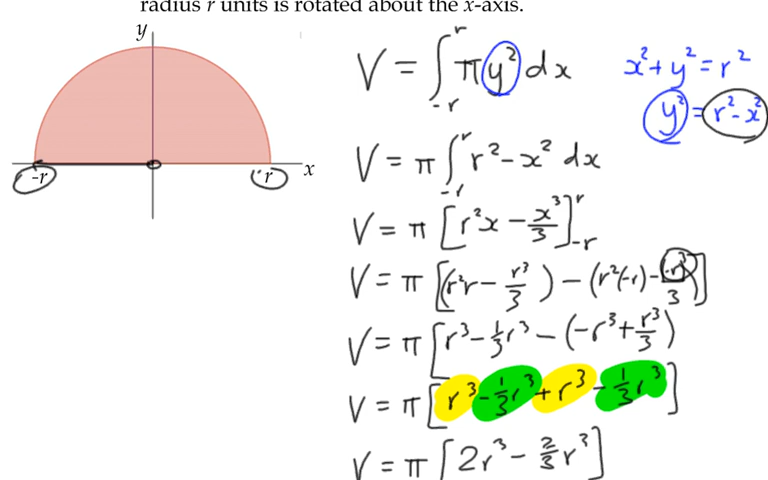 radius r units is rotated about the x-axis.
y
-r
r
x
V = ∫_{-r}^{r} πy² dx
x² + y² = r²
y² = r² - x²
V = π ∫_{-r}^{r} r² - x² dx
V = π [r²x - x³/3]_{-r}^{r}
V = π [(r²r - r³/3) - (r²(-r) - -r³/3)]
V = π [r³ - 1/3 r³ - (-r³ + r³/3)
V = π [r³ - 1/3 r³ + r³ - 1/3 r³]
V = π [2r³ - 2/3 r³]